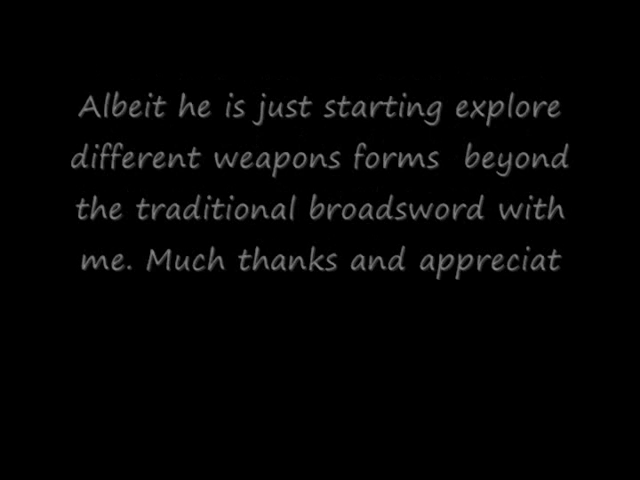 Albeit he is just starting explore
different weapons forms  beyond
the traditional broadsword with
me. Much thanks and appreciat